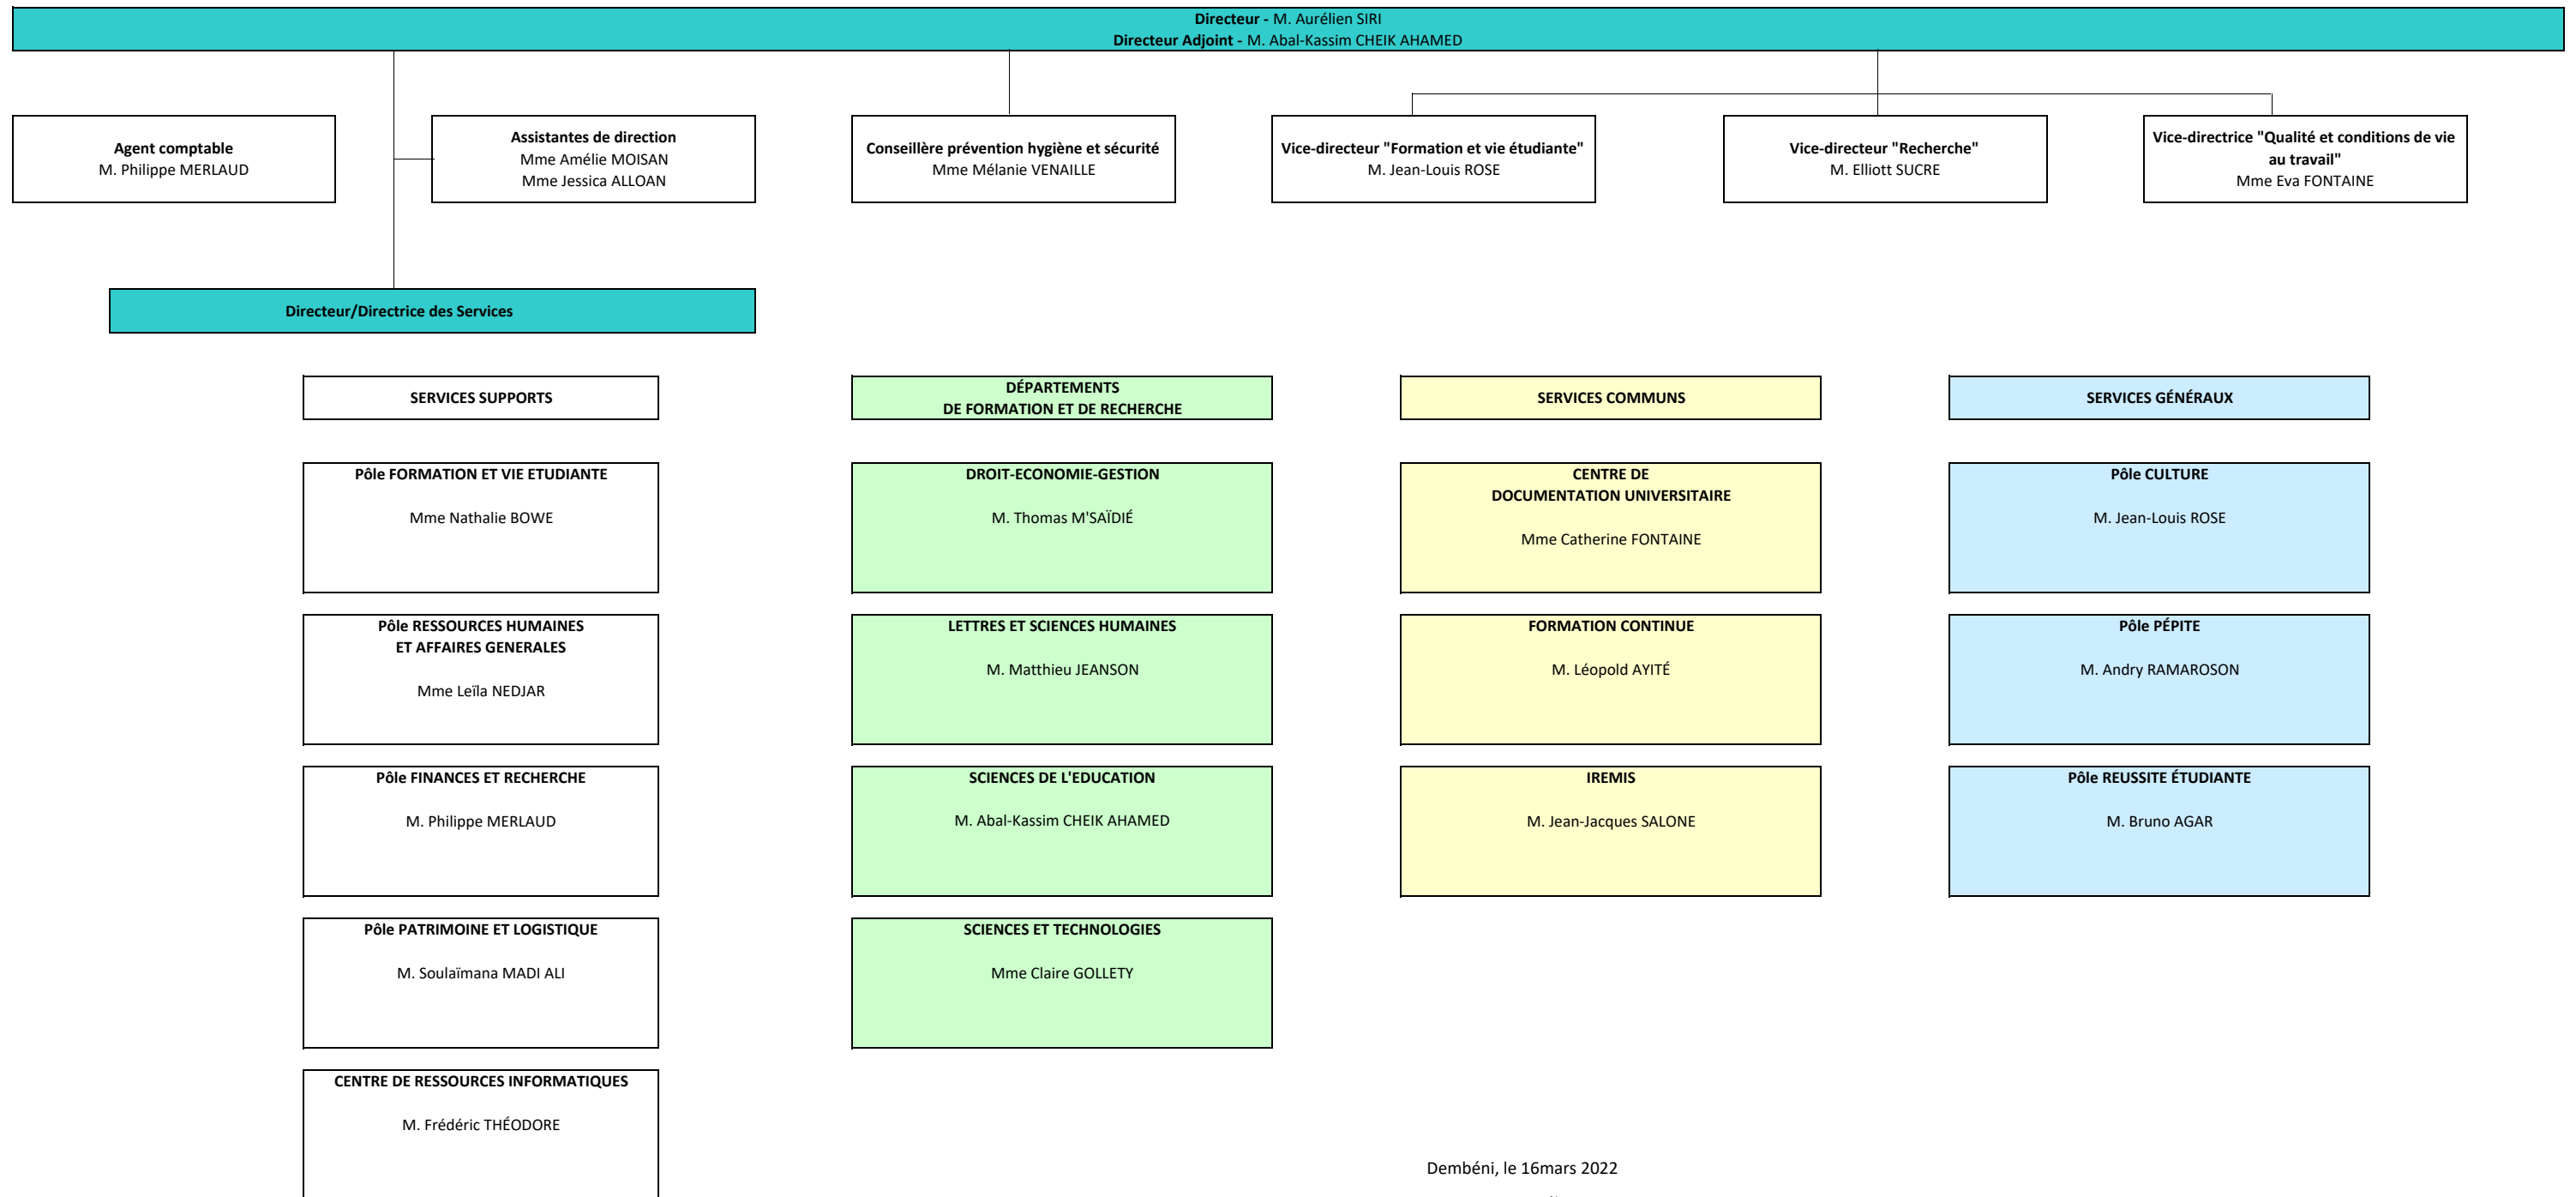 Directeur - M. Aurélien SIRI
Directeur Adjoint - M. Abal-Kassim CHEIK AHAMED
Agent comptable
M. Philippe MERLAUD
Assistantes de direction
Mme Amélie MOISAN
Mme Jessica ALLOAN
Conseillère prévention hygiène et sécurité
Mme Mélanie VENAILLE
Vice-directeur "Formation et vie étudiante"
M. Jean-Louis ROSE
Vice-directeur "Recherche"
M. Elliott SUCRE
Vice-directrice "Qualité et conditions de vie
au travail"
Mme Eva FONTAINE
Directeur/Directrice des Services
SERVICES SUPPORTS
Pôle FORMATION ET VIE ETUDIANTE
Mme Nathalie BOWE
Pôle RESSOURCES HUMAINES
ET AFFAIRES GENERALES
Mme Leïla NEDJAR
Pôle FINANCES ET RECHERCHE
M. Philippe MERLAUD
Pôle PATRIMOINE ET LOGISTIQUE
M. Soulaïmana MADI ALI
CENTRE DE RESSOURCES INFORMATIQUES
M. Frédéric THÉODORE
DÉPARTEMENTS
DE FORMATION ET DE RECHERCHE
DROIT-ECONOMIE-GESTION
M. Thomas M'SAÏDIÉ
LETTRES ET SCIENCES HUMAINES
M. Matthieu JEANSON
SCIENCES DE L'EDUCATION
M. Abal-Kassim CHEIK AHAMED
SCIENCES ET TECHNOLOGIES
Mme Claire GOLLETY
SERVICES COMMUNS
CENTRE DE
DOCUMENTATION UNIVERSITAIRE
Mme Catherine FONTAINE
FORMATION CONTINUE
M. Léopold AYITÉ
IREMIS
M. Jean-Jacques SALONE
SERVICES GÉNÉRAUX
Pôle CULTURE
M. Jean-Louis ROSE
Pôle PÉPITE
M. Andry RAMAROSON
Pôle REUSSITE ÉTUDIANTE
M. Bruno AGAR
Dembéni, le 16mars 2022